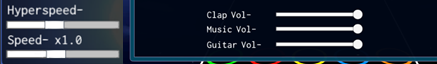 Hyperspeed-
Speed- x1.0
Clap Vol-
Music Vol-
Guitar Vol-